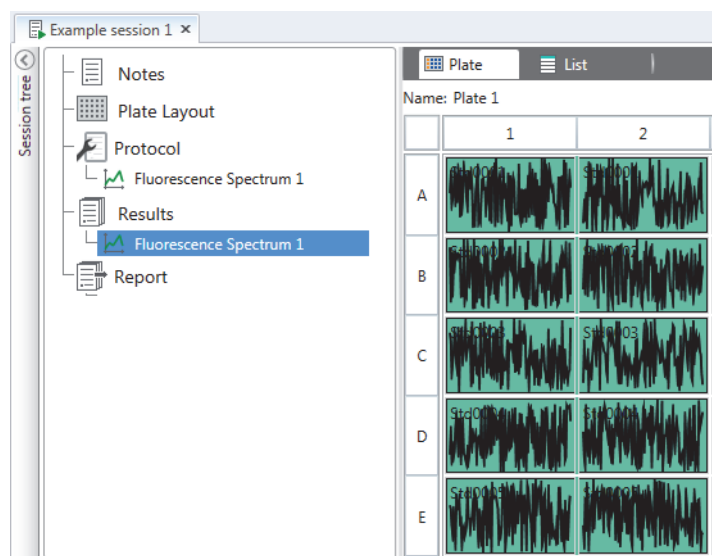 Example session 1
Session tree
Notes
Plate Layout
Protocol
Fluorescence Spectrum 1
Results
Fluorescence Spectrum 1
Report
Plate
List
Name: Plate 1
1
2
A
B
C
Std0003
D
E